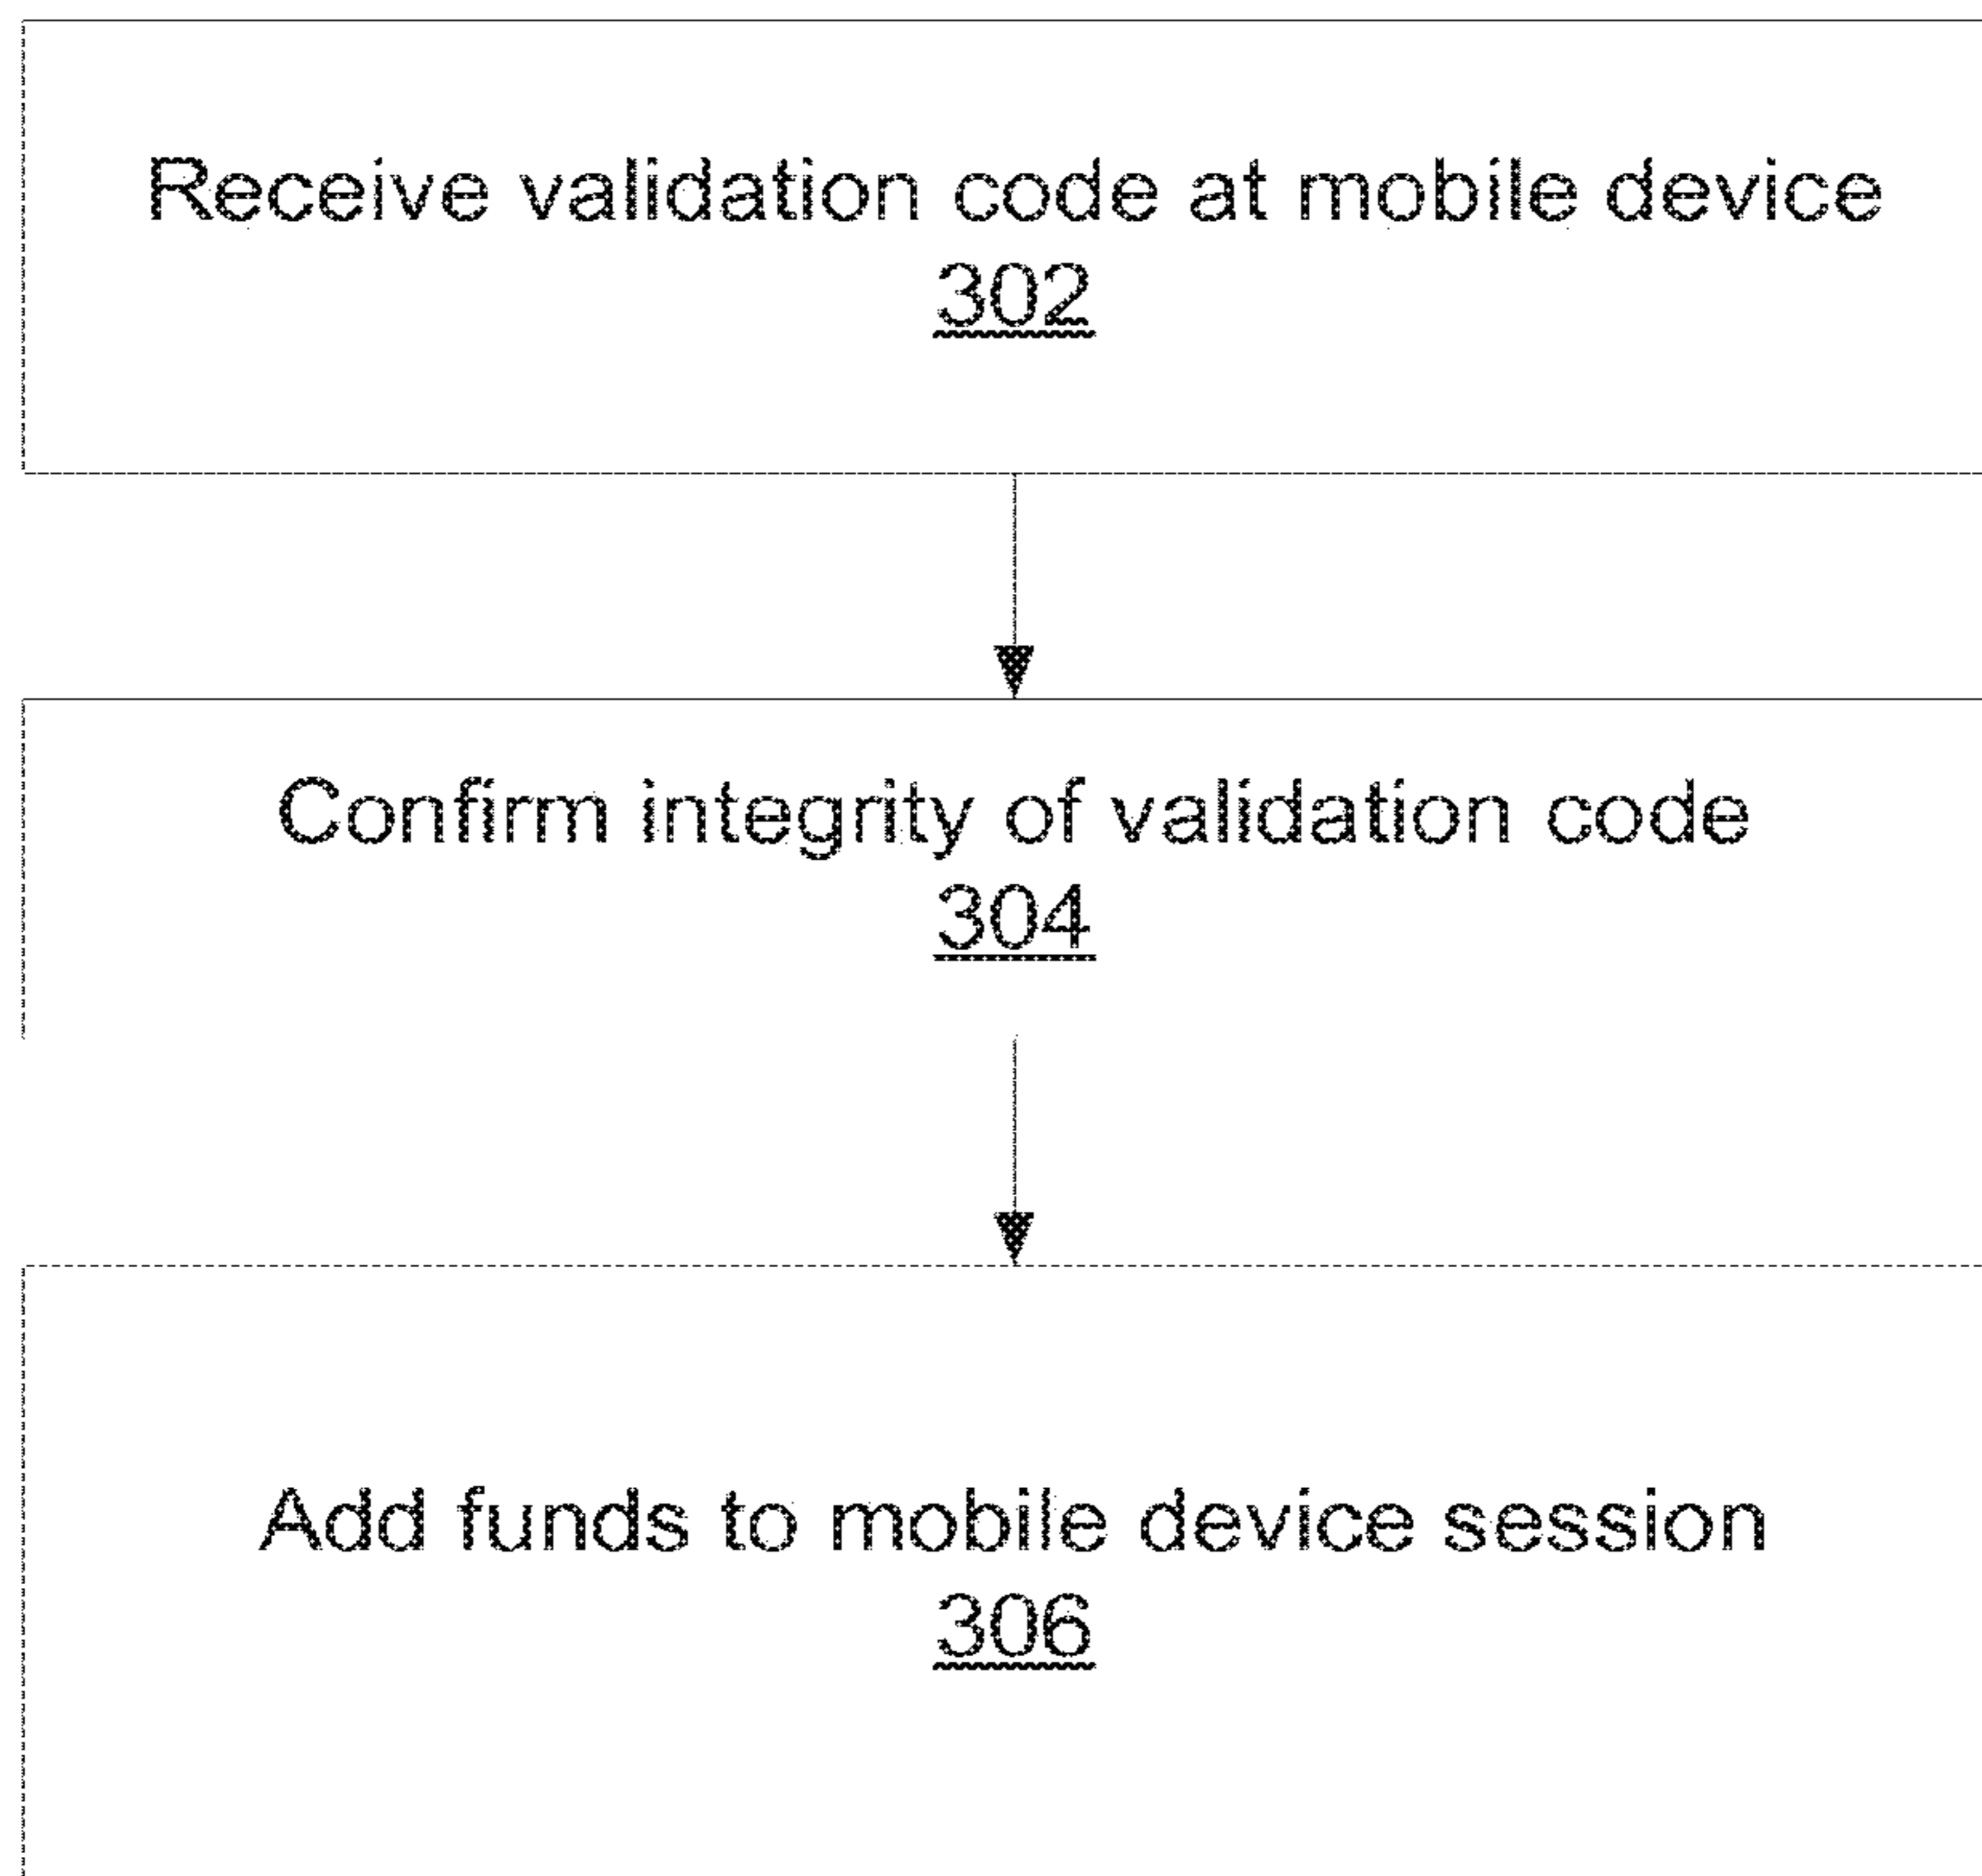 Receive validation code at mobile device
302
Confirm integrity of validation code
304
Add funds to mobile device session
306